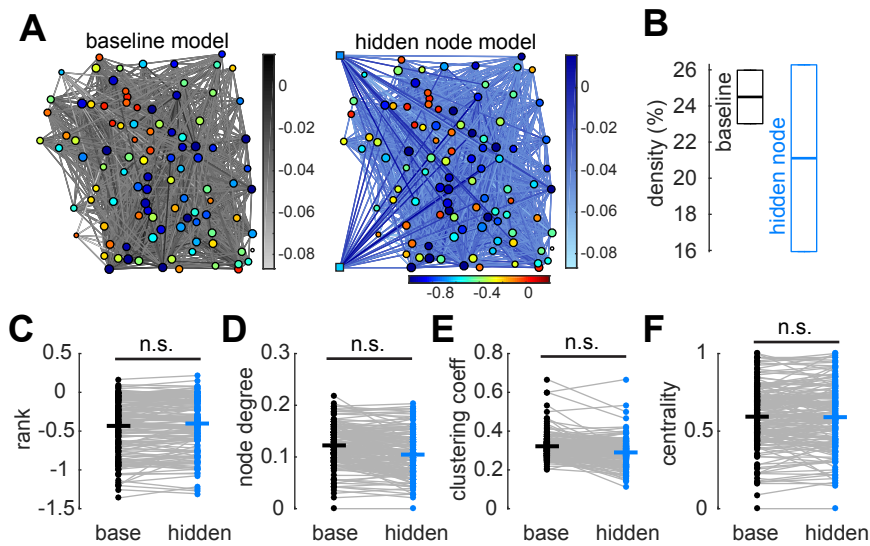 A
baseline model
0
-0.02
-0.04
-0.06
-0.08
hidden node model
0
-0.02
-0.04
-0.06
-0.08
-0.8
-0.4
0
B
density (%)
26
24
22
20
18
16
baseline
hidden node
C
n.s.
rank
0.5
0
-0.5
-1
-1.5
base
hidden
D
n.s.
node degree
0.3
0.2
0.1
0
base
hidden
E
n.s.
clustering coeff
0.8
0.6
0.4
0.2
0
base
hidden
F
n.s.
centrality
1
0.5
0
base
hidden